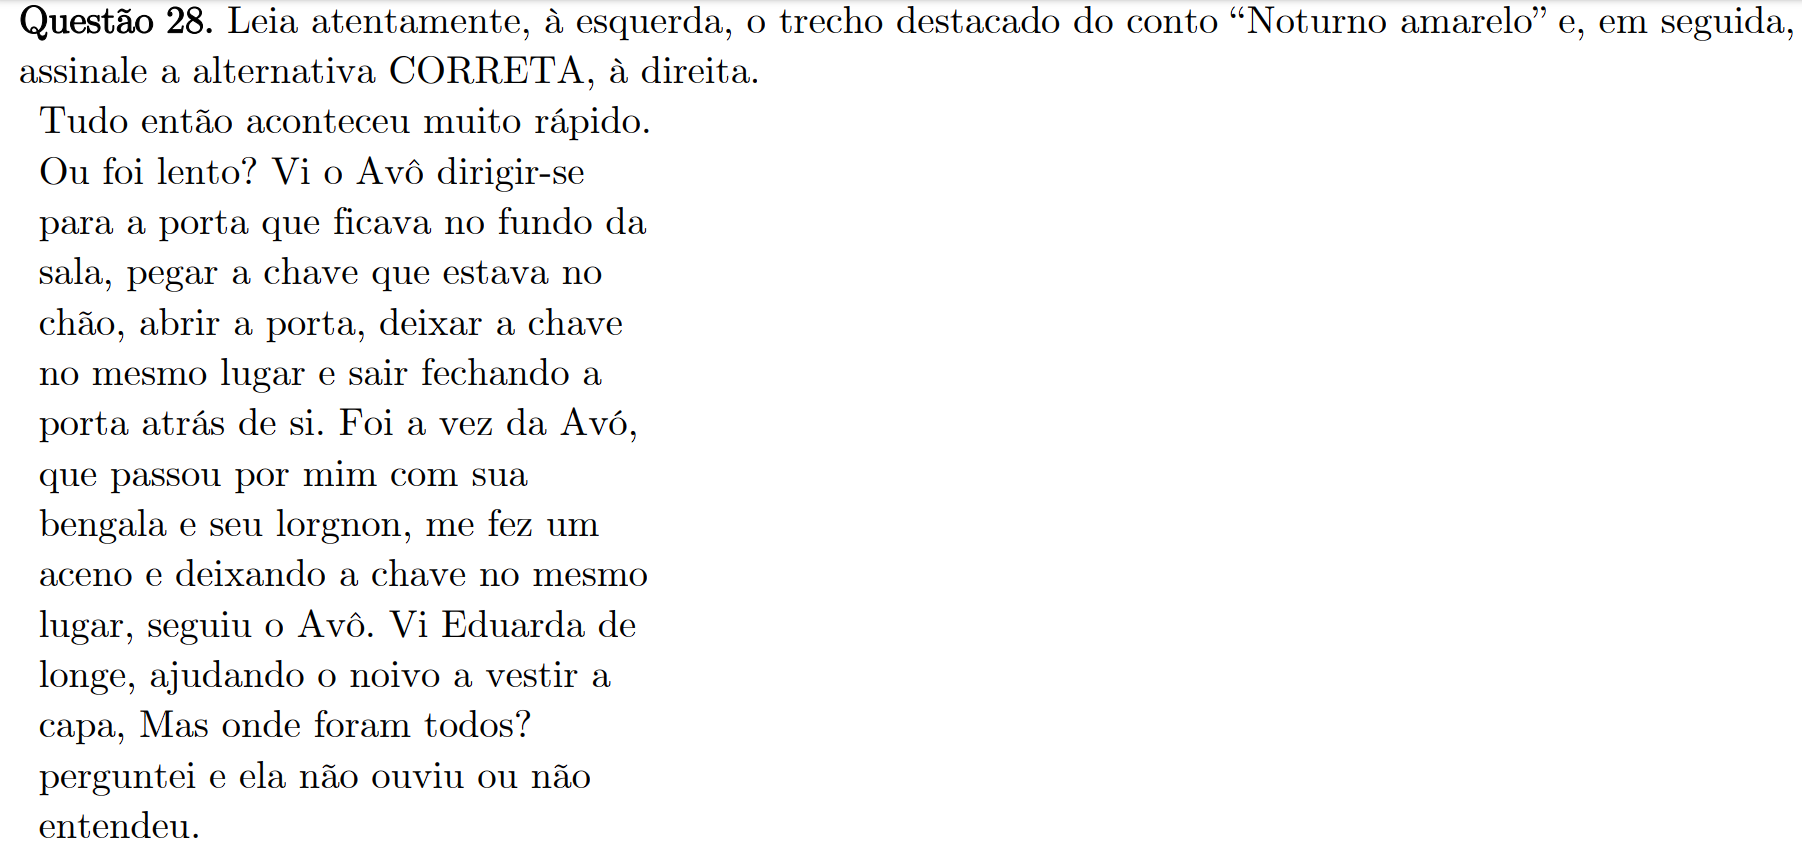 Questão 28. Leia atentamente, à esquerda, o trecho destacado do conto “Noturno amarelo” e, em seguida,
assinale a alternativa CORRETA, à direita.
Tudo então aconteceu muito rápido.
Ou foi lento? Vi o Avô dirigir-se
para a porta que ficava no fundo da
sala, pegar a chave que estava no
chão, abrir a porta, deixar a chave
no mesmo lugar e sair fechando a
porta atrás de si. Foi a vez da Avó,
que passou por mim com sua
bengala e seu lorgnon, me fez um
aceno e deixando a chave no mesmo
lugar, seguiu o Avô. Vi Eduarda de
longe, ajudando o noivo a vestir a
capa, Mas onde foram todos?
perguntei e ela não ouviu ou não
entendeu.